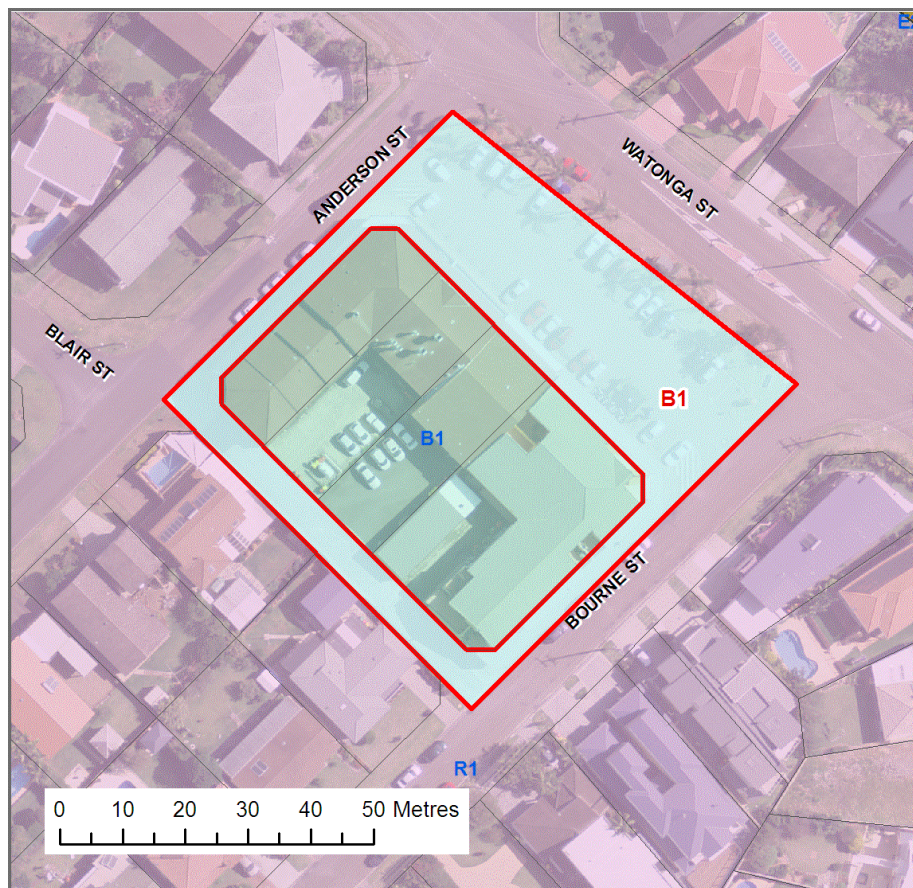 ANDERSON ST
WATONGA ST
BLAIR ST
B1
B1
BOURNE ST
R1
0 10 20 30 40 50 Metres